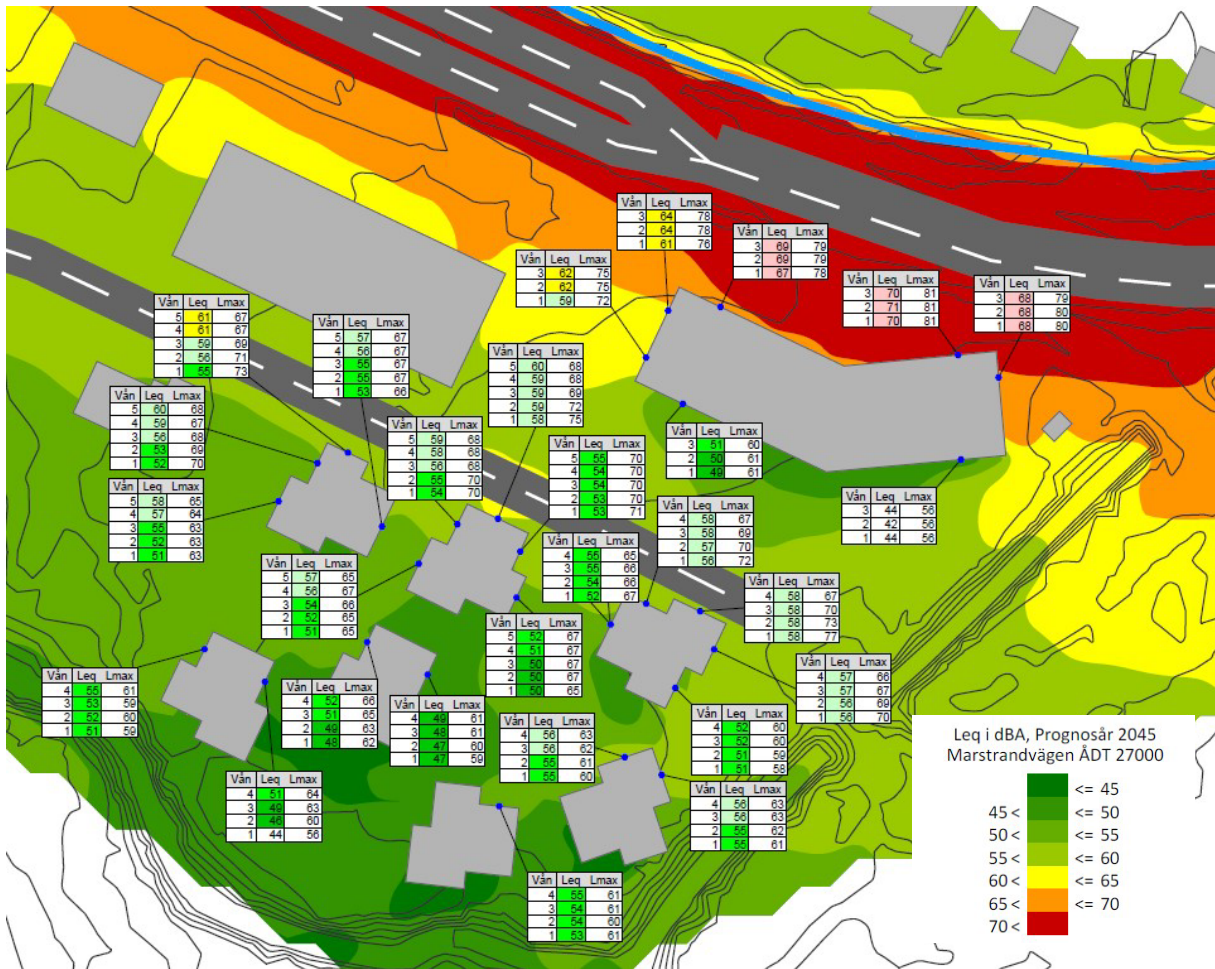 Vån Leq Lmax
3 64 78
2 64 78
1 61 76
Vån Leq Lmax
3 69 79
2 69 79
1 67 78
Vån Leq Lmax
3 62 75
2 62 75
1 59 72
Vån Leq Lmax
3 70 81
2 71 81
1 70 81
Vån Leq Lmax
3 68 79
2 68 80
1 68 80
Vån Leq Lmax
5 61 67
4 61 67
3 59 69
2 56 71
1 55 73
Vån Leq Lmax
5 57 67
4 56 67
3 55 67
2 55 67
1 53 66
Vån Leq Lmax
5 60 68
4 59 68
3 59 69
2 59 72
1 58 75
Vån Leq Lmax
5 60 68
4 59 67
3 56 68
2 53 69
1 52 70
Vån Leq Lmax
5 59 68
4 58 68
3 56 68
2 55 70
1 54 70
Vån Leq Lmax
3 51 60
2 50 61
1 49 61
Vån Leq Lmax
5 55 70
4 54 70
3 54 70
2 53 70
1 53 71
Vån Leq Lmax
5 58 65
4 57 64
3 55 63
2 52 63
1 51 63
Vån Leq Lmax
3 44 56
2 42 56
1 44 56
Vån Leq Lmax
4 58 67
3 58 69
2 57 70
1 56 72
Vån Leq Lmax
4 55 65
3 55 66
2 54 66
1 52 67
Vån Leq Lmax
5 57 65
4 56 67
3 54 66
2 52 65
1 51 65
Vån Leq Lmax
4 58 67
3 58 70
2 58 73
1 58 77
Vån Leq Lmax
5 52 67
4 51 67
3 50 67
2 50 67
1 50 65
Vån Leq Lmax
4 57 66
3 57 67
2 56 69
1 56 70
Vån Leq Lmax
4 55 61
3 53 59
2 52 60
1 51 59
Vån Leq Lmax
4 52 66
3 51 65
2 49 63
1 48 62
Vån Leq Lmax
4 49 61
3 48 61
2 47 60
1 47 59
Vån Leq Lmax
4 56 63
3 56 62
2 55 61
1 55 60
Vån Leq Lmax
4 52 60
3 52 60
2 51 59
1 51 58
Vån Leq Lmax
4 51 64
3 49 63
2 46 60
1 44 56
Vån Leq Lmax
4 56 63
3 56 63
2 55 62
1 55 61
Vån Leq Lmax
4 55 61
3 54 61
2 54 60
1 53 61
Leq i dBA, Prognosår 2045
Marstrandvägen ÅDT 27000
<= 45
45 < <= 50
50 < <= 55
55 < <= 60
60 < <= 65
65 < <= 70
70 <